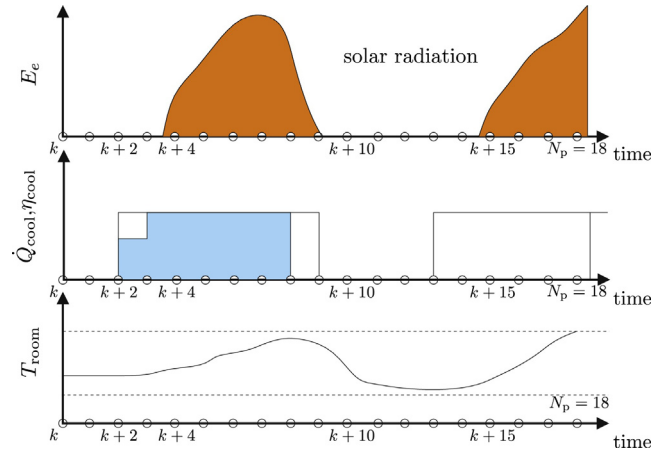 E_e
solar radiation
k k + 2 k + 4 k + 10 k + 15 N_p = 18 time
Q̇_cool, η_cool
k k + 2 k + 4 k + 10 k + 15 N_p = 18 time
T_room
N_p = 18
k k + 2 k + 4 k + 10 k + 15 time